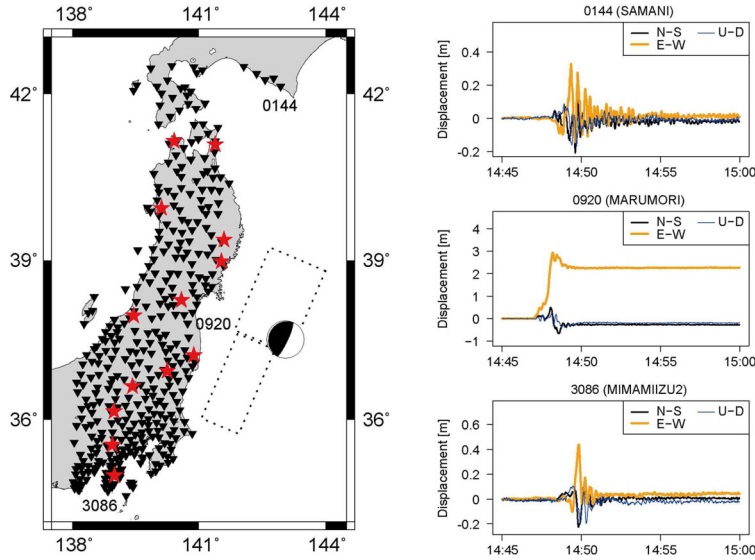 138° 141° 144°
42°
39°
36°
0144
0920
3086
138° 141° 144°
0144 (SAMANI)
N-S U-D
E-W
Displacement [m]
0.4
0.2
0
-0.2
14:45 14:50 14:55 15:00
0920 (MARUMORI)
N-S U-D
E-W
Displacement [m]
4
3
2
1
0
-1
14:45 14:50 14:55 15:00
3086 (MIMAMIIZU2)
N-S U-D
E-W
Displacement [m]
0.6
0.4
0.2
0
-0.2
14:45 14:50 14:55 15:00